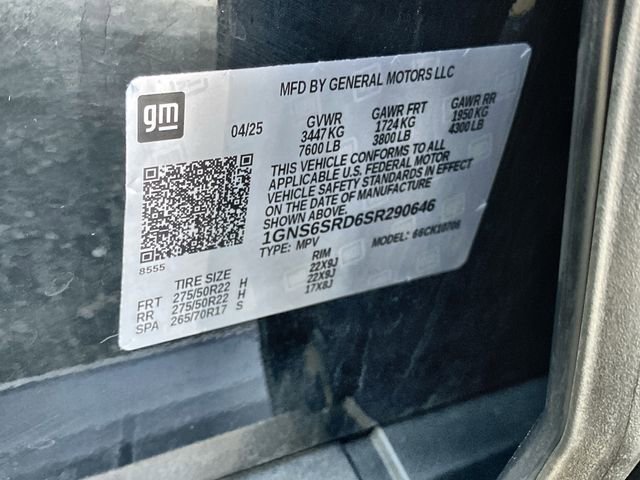 MFD BY GENERAL MOTORS LLC
gm
04/25
GVWR GAWR FRT GAWR RR
3447 KG 1724 KG 1950 KG
7600 LB 3800 LB 4300 LB
THIS VEHICLE CONFORMS TO ALL
APPLICABLE U.S. FEDERAL MOTOR
VEHICLE SAFETY STANDARDS IN EFFECT
ON THE DATE OF MANUFACTURE
SHOWN ABOVE.
1GNS6SRD6SR290646
TYPE: MPV MODEL: 66CK10706
8555
TIRE SIZE RIM
FRT 275/50R22 H 22X9J
RR 275/50R22 H 22X9J
SPA 265/70R17 S 17X8J